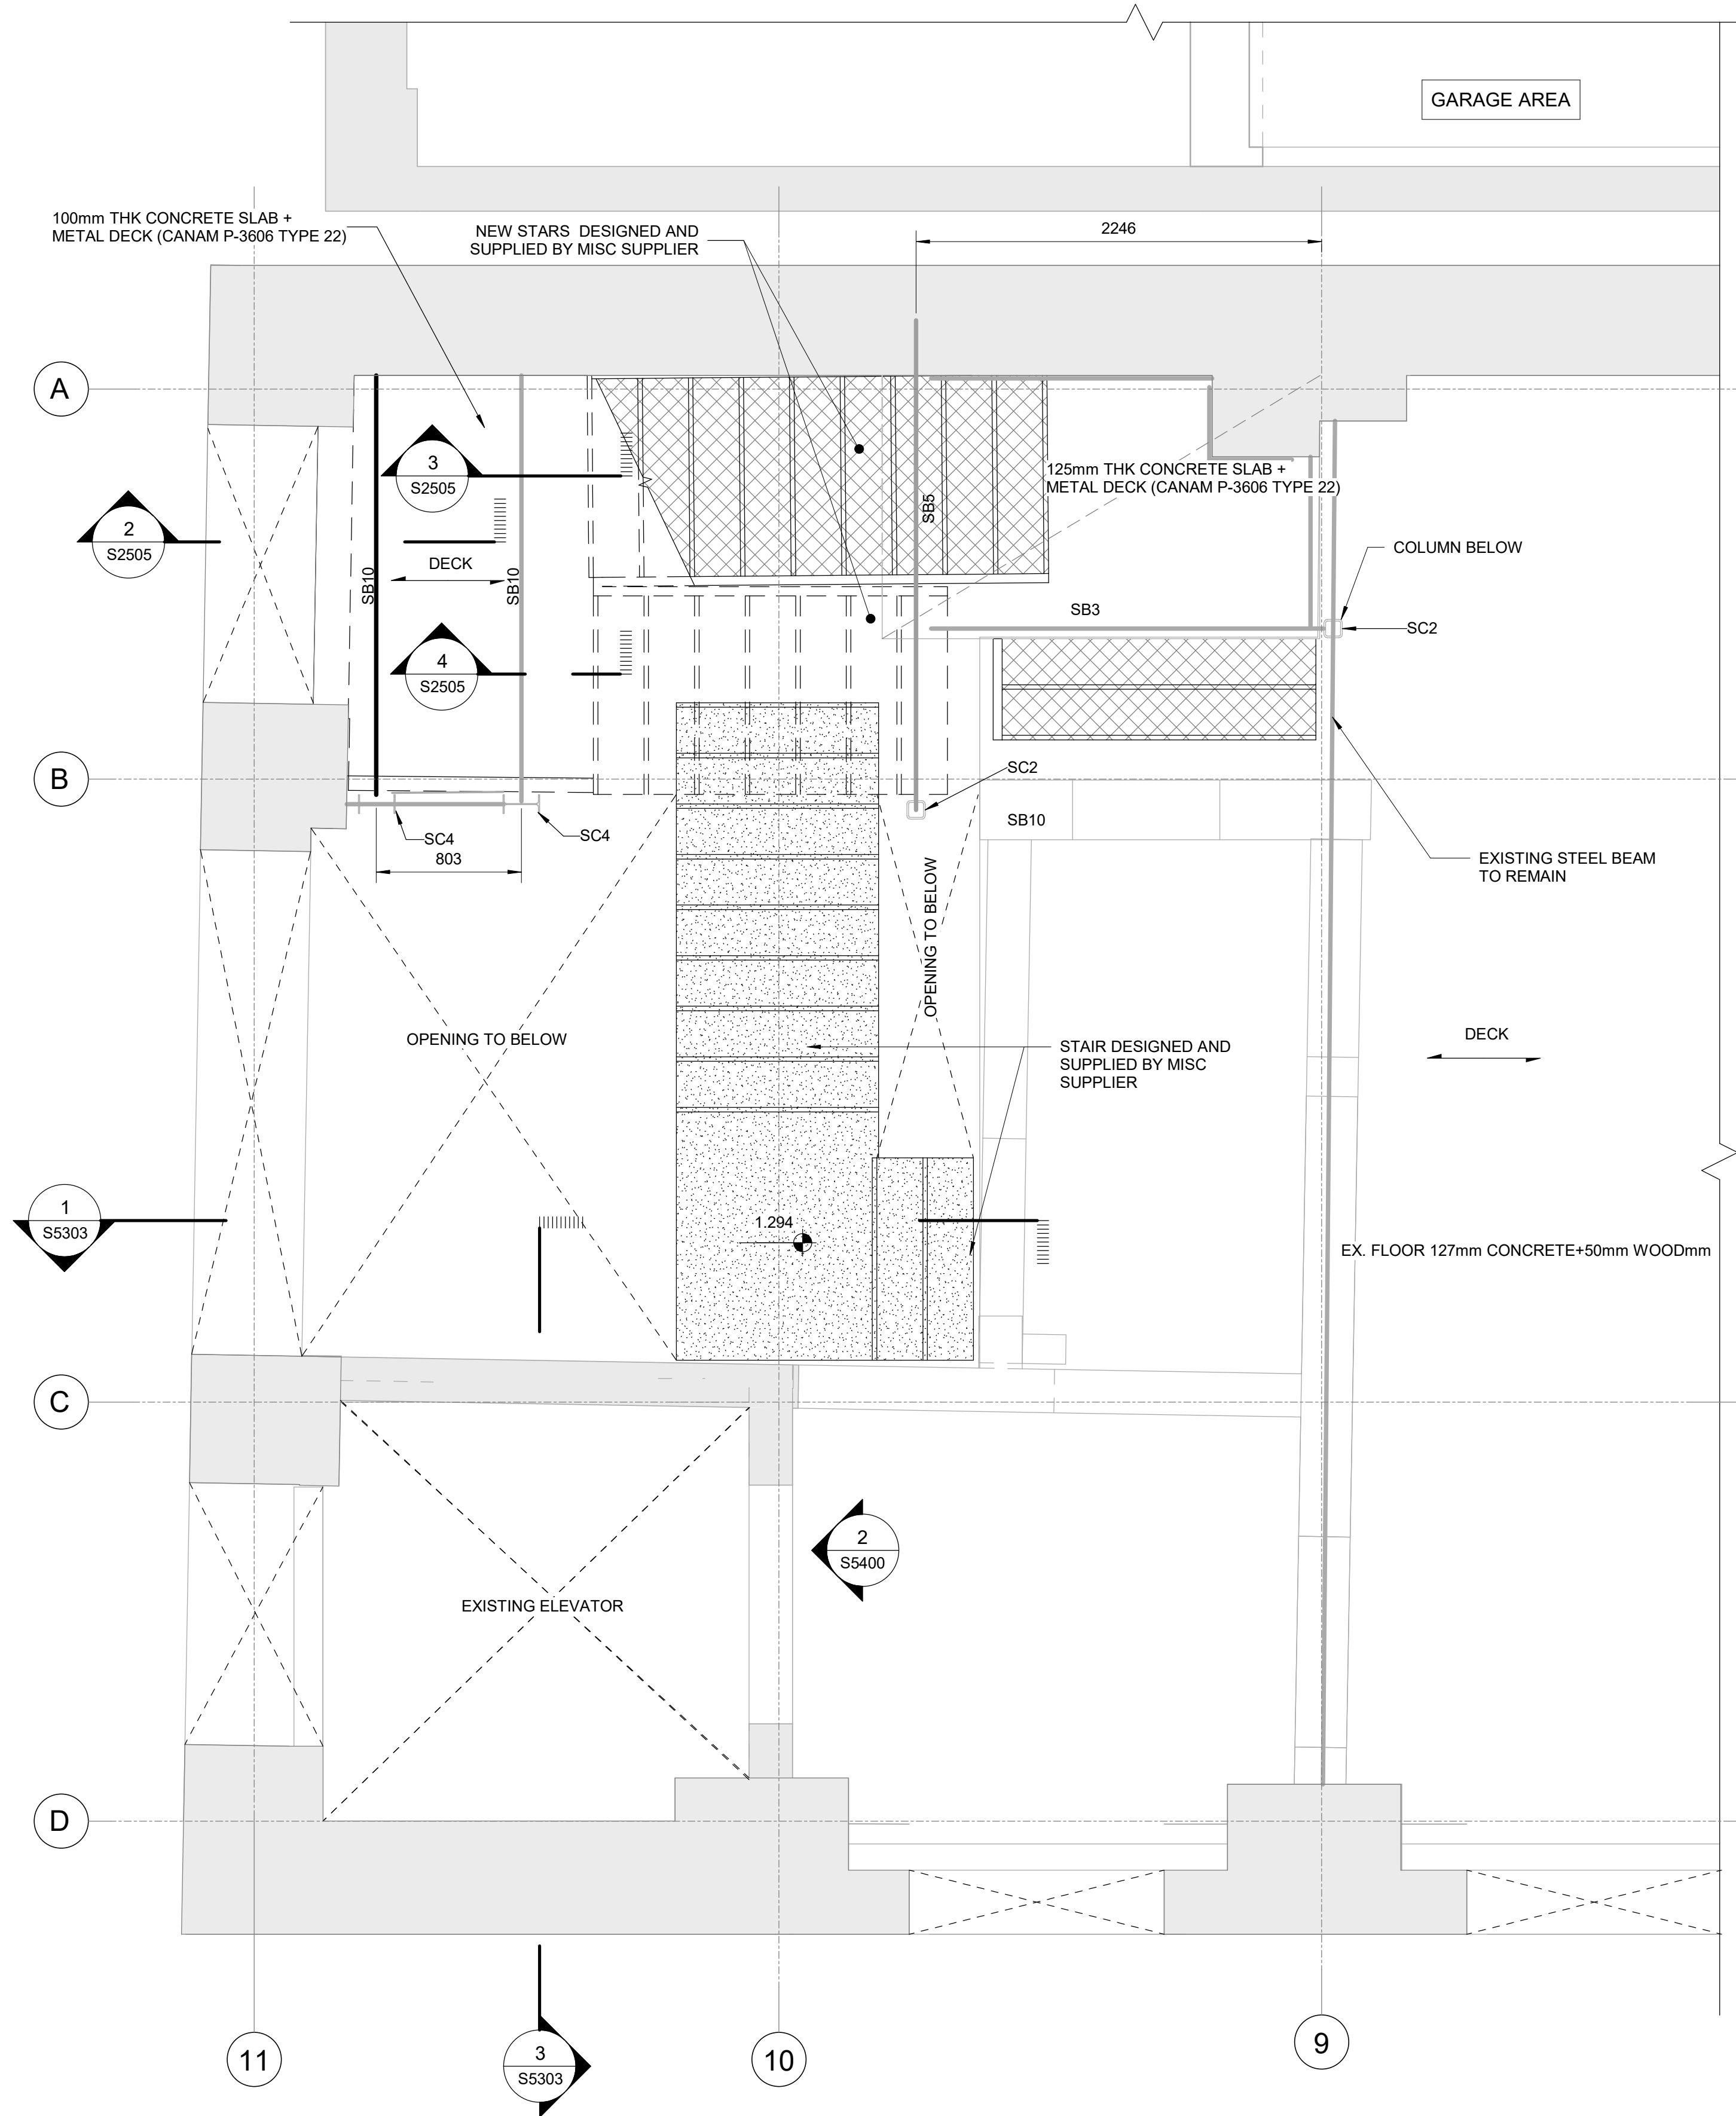 GARAGE AREA
100mm THK CONCRETE SLAB +
METAL DECK (CANAM P-3606 TYPE 22)
NEW STARS DESIGNED AND
SUPPLIED BY MISC SUPPLIER
2246
A
3
S2505
125mm THK CONCRETE SLAB +
METAL DECK (CANAM P-3606 TYPE 22)
SB5
2
S2505
COLUMN BELOW
DECK
SB10
SB10
SB3
SC2
4
S2505
B
SC2
SB10
SC4
SC4
803
EXISTING STEEL BEAM
TO REMAIN
OPENING TO BELOW
OPENING TO BELOW
STAIR DESIGNED AND
SUPPLIED BY MISC
SUPPLIER
DECK
1
S5303
1.294
EX. FLOOR 127mm CONCRETE+50mm WOODmm
C
2
S5400
EXISTING ELEVATOR
D
11
10
9
3
S5303